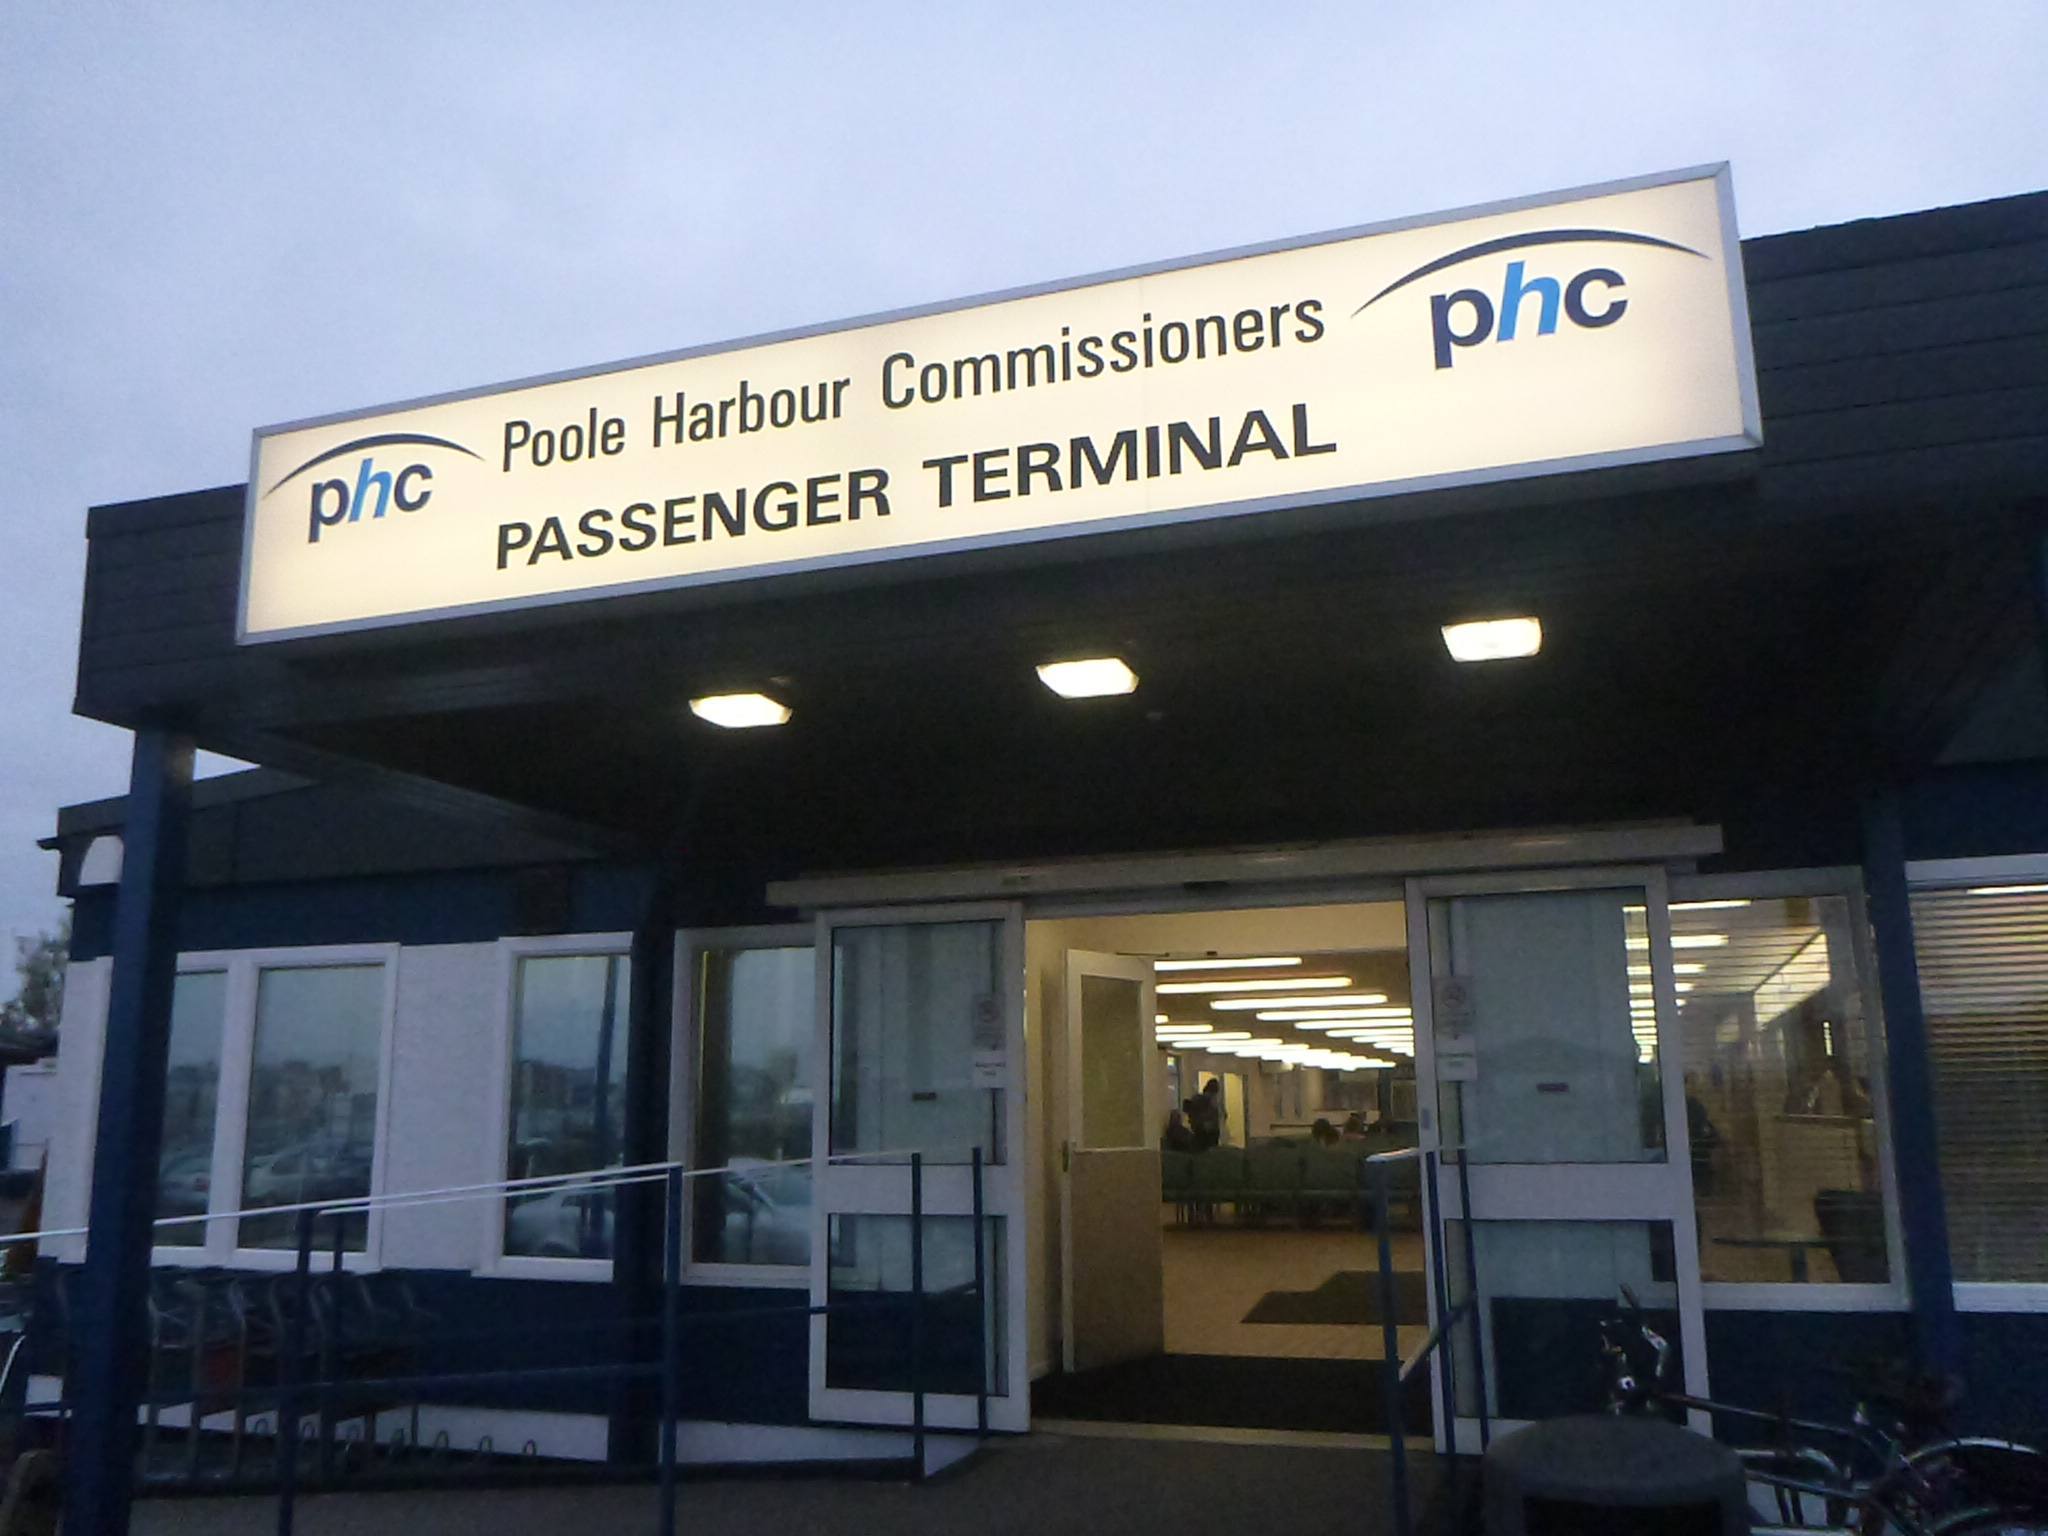 phc
Poole Harbour Commissioners
PASSENGER TERMINAL
phc